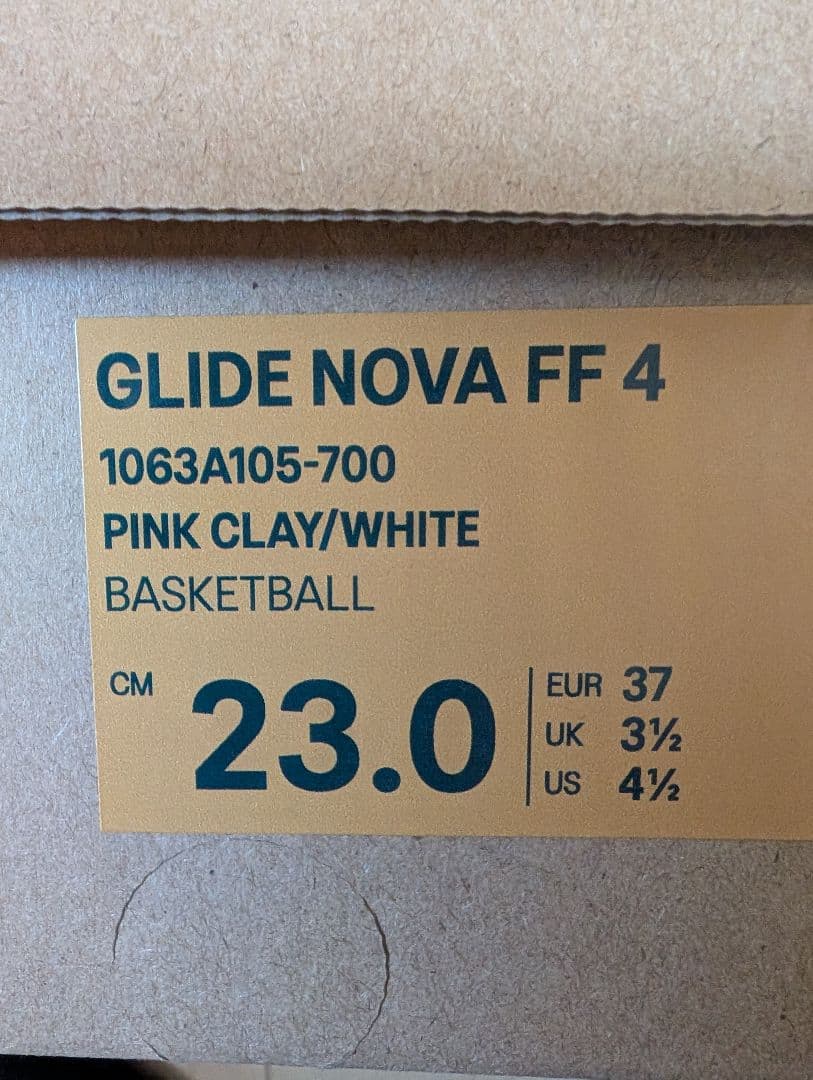 GLIDE NOVA FF 4
1063A105-700
PINK CLAY/WHITE
BASKETBALL
CM 23.0
EUR 37
UK 3½
US 4½